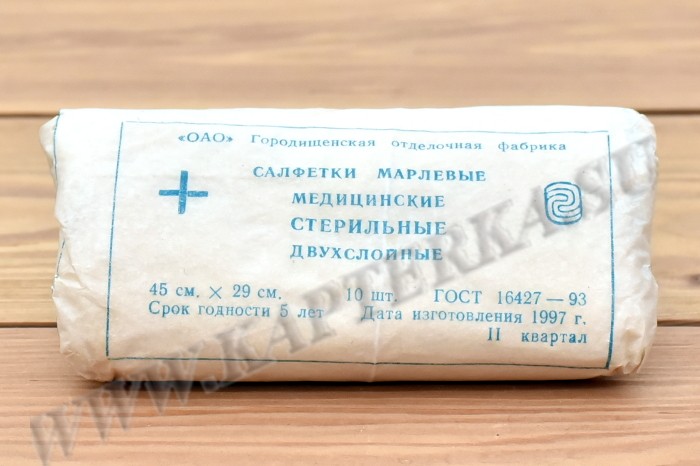 «ОАО» Городищенская отделочная фабрика
САЛФЕТКИ МАРЛЕВЫЕ
МЕДИЦИНСКИЕ
СТЕРИЛЬНЫЕ
ДВУХСЛОЙНЫЕ
45 см. × 29 см. 10 шт. ГОСТ 16427—93
Срок годности 5 лет Дата изготовления 1997 г.
II квартал
WWW.KAPTERKA.SU